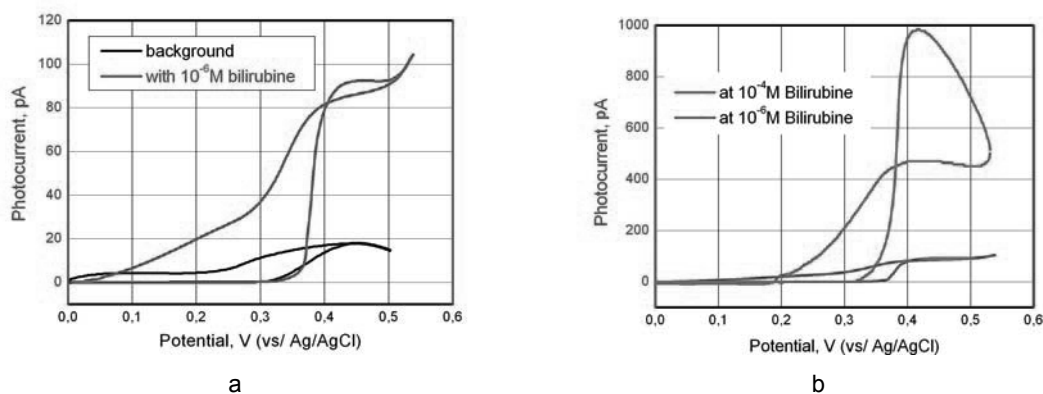 120
100
80
60
40
20
0
Photocurrent, pA
background
with 10⁻⁶M bilirubine
0,0 0,1 0,2 0,3 0,4 0,5 0,6
Potential, V (vs/ Ag/AgCl)
a
1000
800
600
400
200
0
Photocurrent, pA
at 10⁻⁴M Bilirubine
at 10⁻⁶M Bilirubine
0,0 0,1 0,2 0,3 0,4 0,5 0,6
Potential, V (vs/ Ag/AgCl)
b